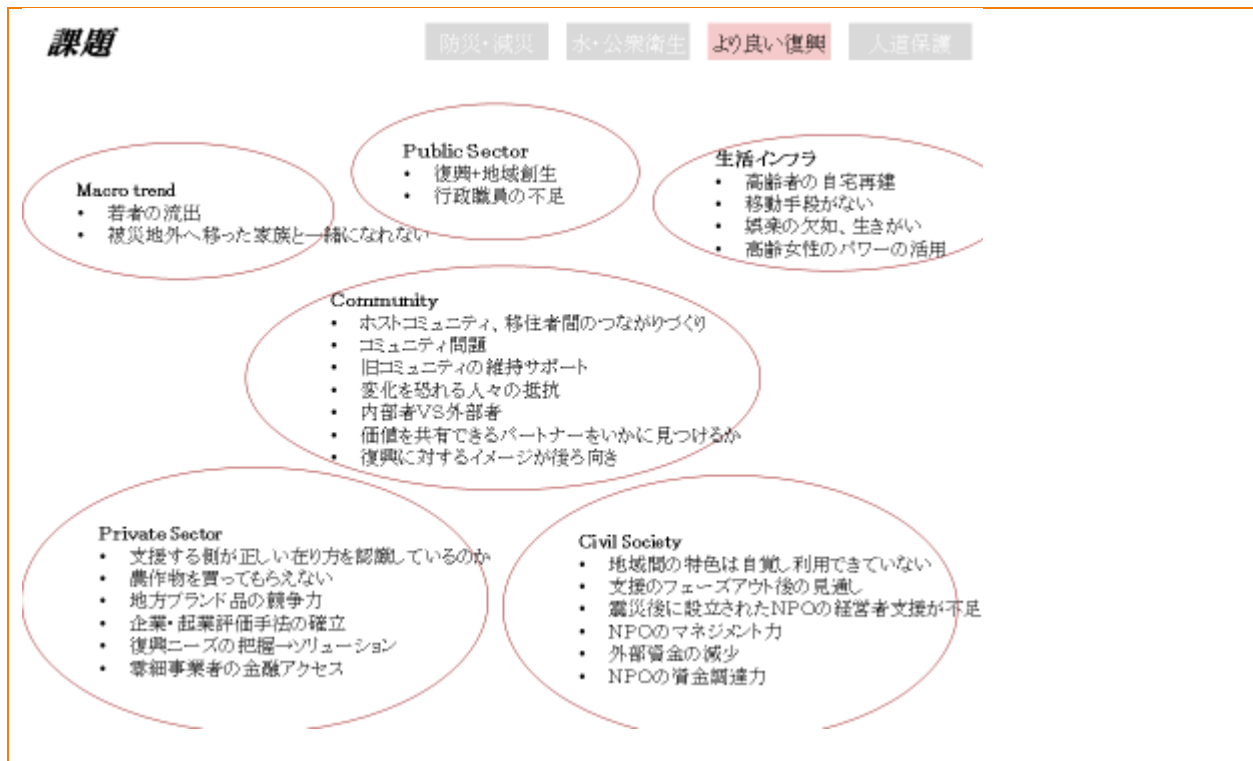 課題
防災・減災
水・公衆衛生
より良い復興
人道保護
Public Sector
• 復興+地域創生
• 行政職員の不足
生活インフラ
• 高齢者の自宅再建
• 移動手段がない
• 娯楽の欠如、生きがい
• 高齢女性のパワーの活用
Macro trend
• 若者の流出
• 被災地外へ移った家族と一緒になれない
Community
• ホストコミュニティ、移住者間のつながりづくり
• コミュニティ問題
• 旧コミュニティの維持サポート
• 変化を恐れる人々の抵抗
• 内部者VS外部者
• 価値を共有できるパートナーをいかに見つけるか
• 復興に対するイメージが後ろ向き
Private Sector
• 支援する側が正しい在り方を認識しているのか
• 農作物を買ってもらえない
• 地方ブランド品の競争力
• 企業・起業評価手法の確立
• 復興ニーズの把握→ソリューション
• 零細事業者の金融アクセス
Civil Society
• 地域間の特色は自覚し利用できていない
• 支援のフェーズアウト後の見通し
• 震災後に設立されたNPOの経営者支援が不足
• NPOのマネジメント力
• 外部資金の減少
• NPOの資金調達力